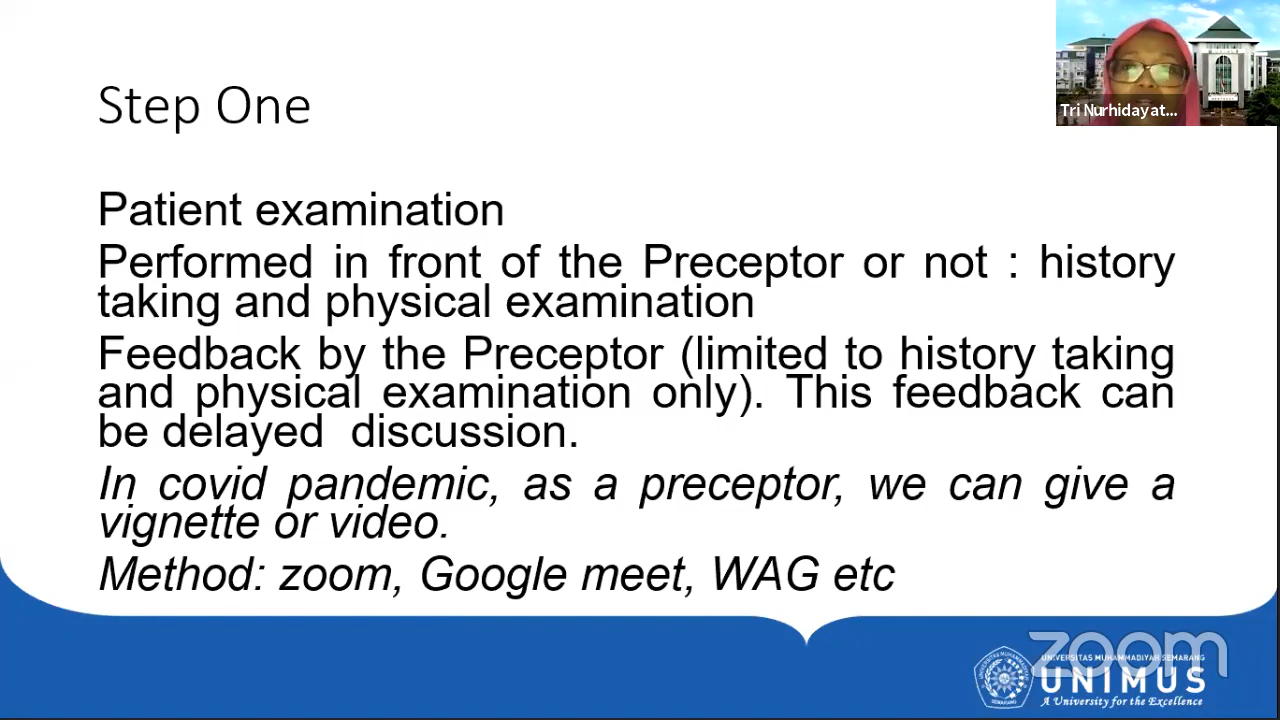 Step One
Tri Nurhidayat...
Patient examination
Performed in front of the Preceptor or not : history
taking and physical examination
Feedback by the Preceptor (limited to history taking
and physical examination only). This feedback can
be delayed  discussion.
In covid pandemic, as a preceptor, we can give a
vignette or video.
Method: zoom, Google meet, WAG etc
zoom
UNIVERSITAS MUHAMMADIYAH SEMARANG
UNIMUS
A University for the Excellence